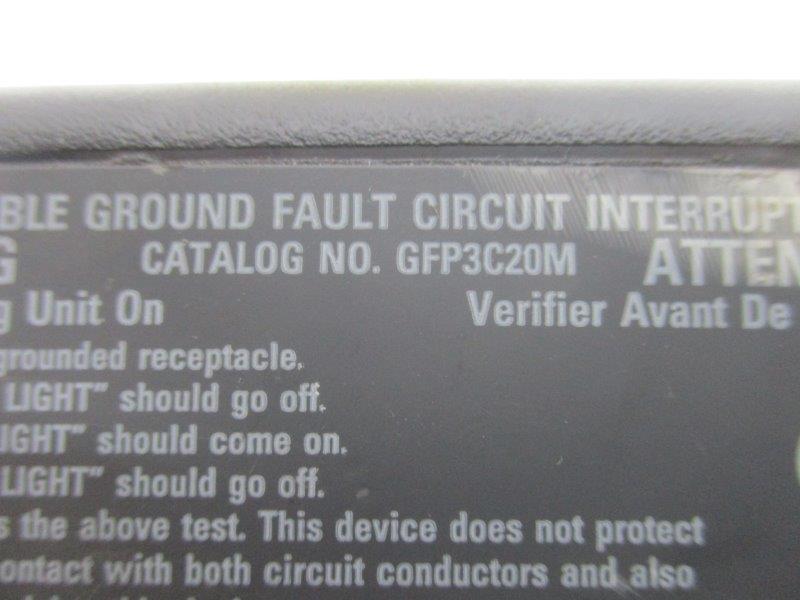 BLE GROUND FAULT CIRCUIT INTERRUPT
G CATALOG NO. GFP3C20M ATTEN
g Unit On Verifier Avant De
grounded receptacle.
LIGHT" should go off.
LIGHT" should come on.
LIGHT" should go off.
s the above test. This device does not protect
ontact with both circuit conductors and also